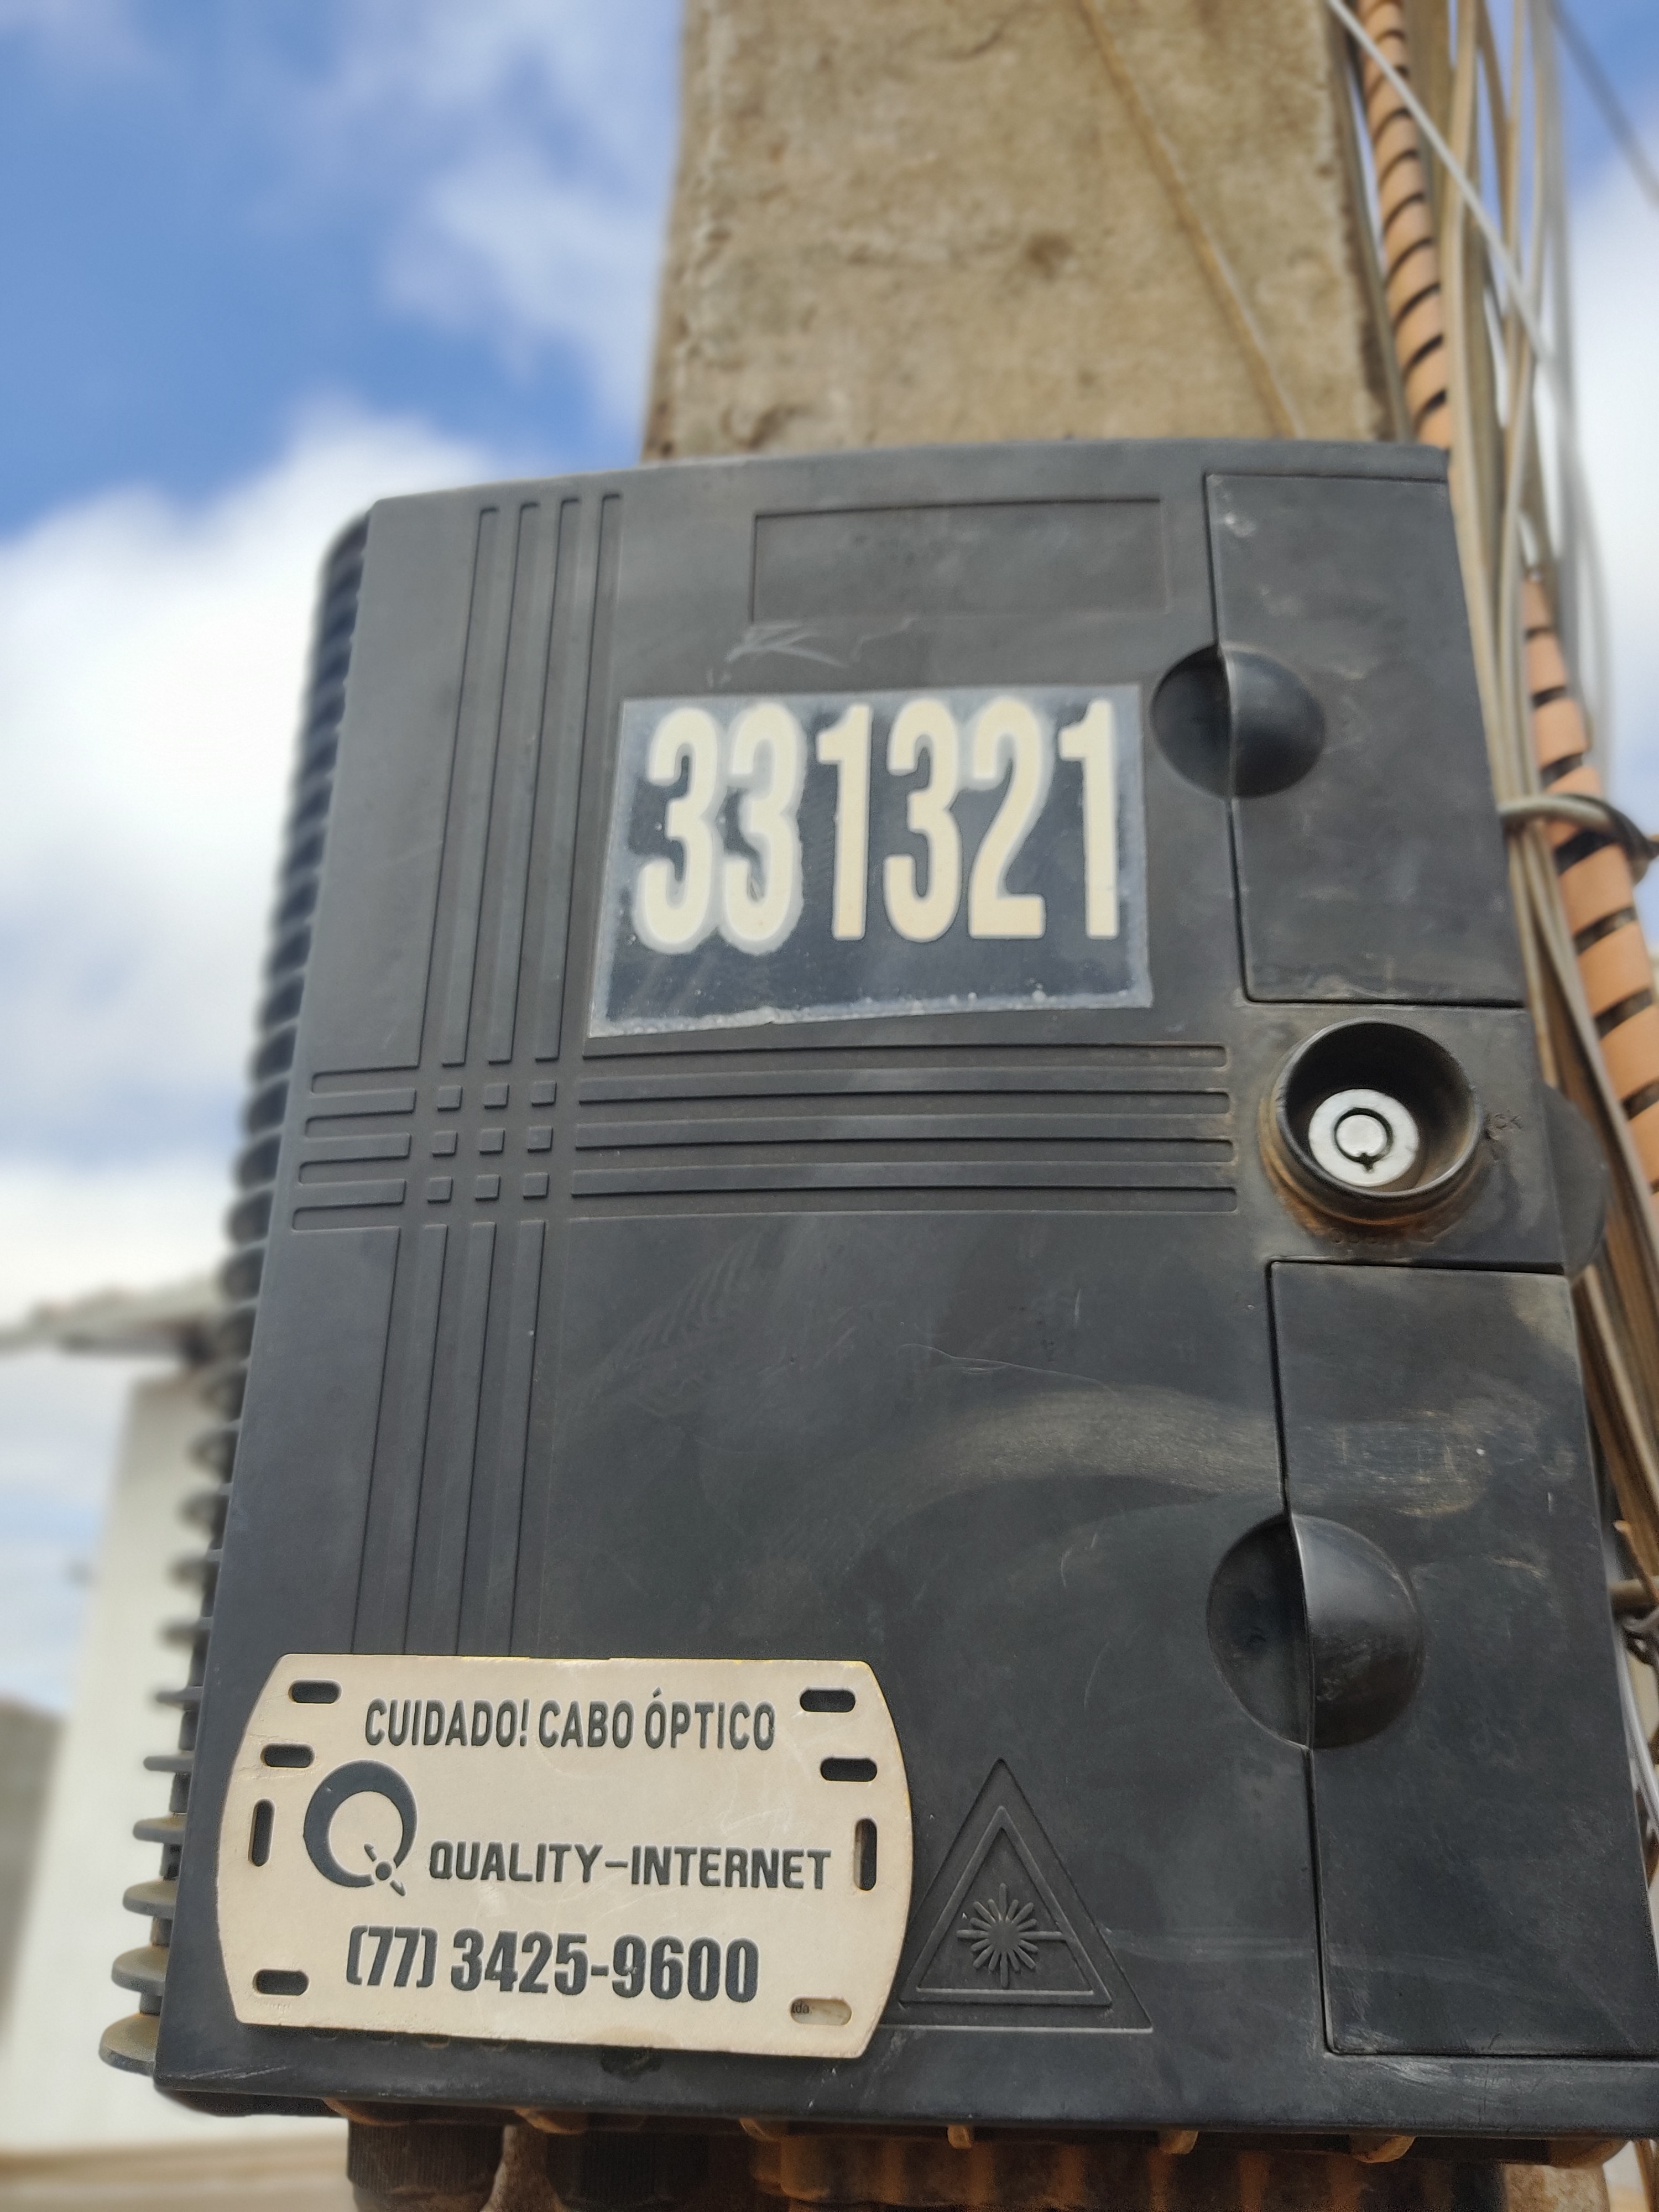 331321
CUIDADO! CABO ÓPTICO
QUALITY-INTERNET
(77) 3425-9600